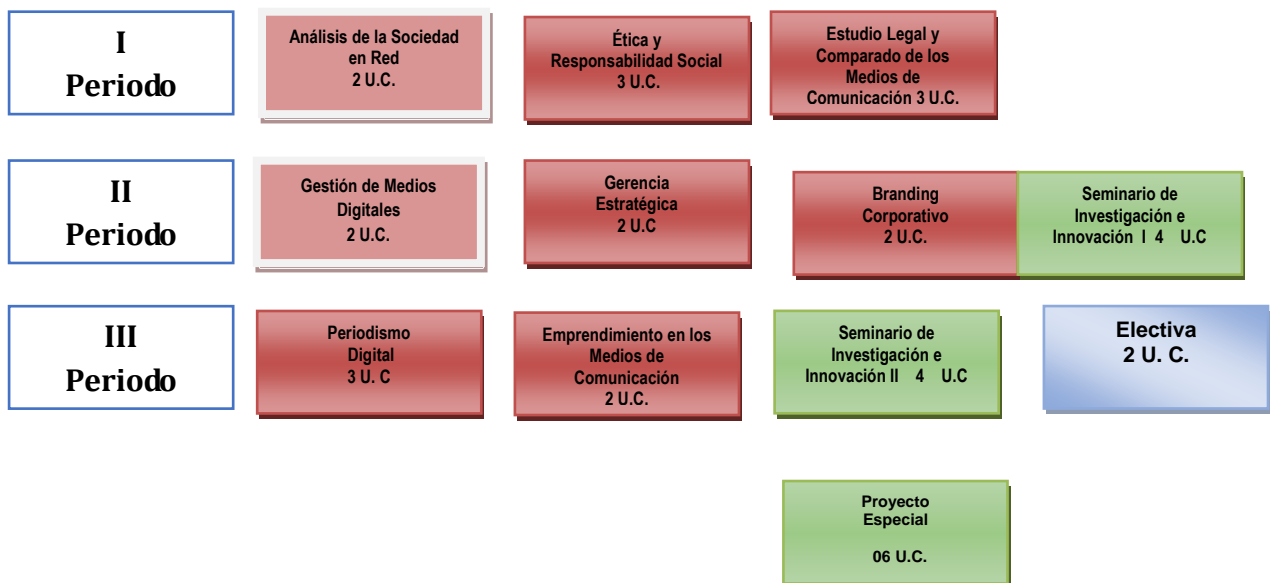 I
Periodo
Análisis de la Sociedad
en Red
2 U.C.
Ética y
Responsabilidad Social
3 U.C.
Estudio Legal y
Comparado de los
Medios de
Comunicación 3 U.C.
II
Periodo
Gestión de Medios
Digitales
2 U.C.
Gerencia
Estratégica
2 U.C
Branding
Corporativo
2 U.C.
Seminario de
Investigación e
Innovación I 4 U.C
III
Periodo
Periodismo
Digital
3 U. C
Emprendimiento en los
Medios de
Comunicación
2 U.C.
Seminario de
Investigación e
Innovación II 4 U.C
Electiva
2 U. C.
Proyecto
Especial
06 U.C.